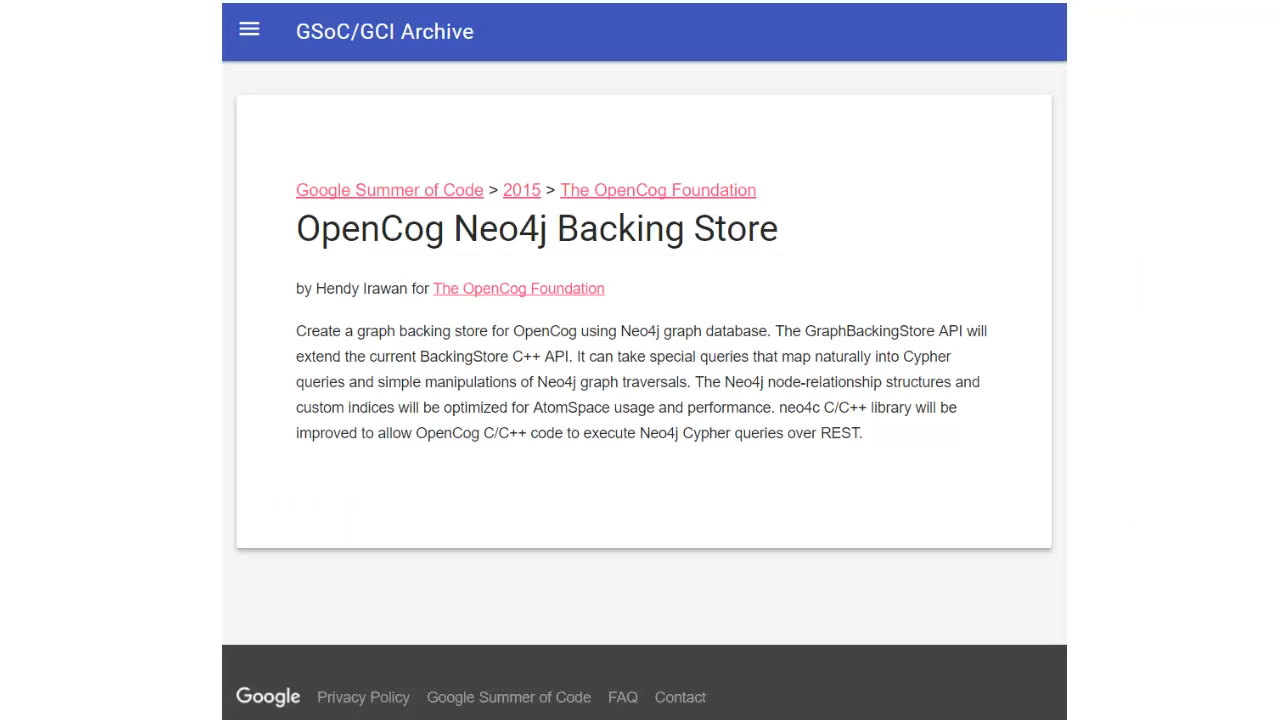 GSoC/GCI Archive
Google Summer of Code > 2015 > The OpenCog Foundation
OpenCog Neo4j Backing Store
by Hendy Irawan for The OpenCog Foundation
Create a graph backing store for OpenCog using Neo4j graph database. The GraphBackingStore API will
extend the current BackingStore C++ API. It can take special queries that map naturally into Cypher
queries and simple manipulations of Neo4j graph traversals. The Neo4j node-relationship structures and
custom indices will be optimized for AtomSpace usage and performance. neo4c C/C++ library will be
improved to allow OpenCog C/C++ code to execute Neo4j Cypher queries over REST.
Google Privacy Policy Google Summer of Code FAQ Contact